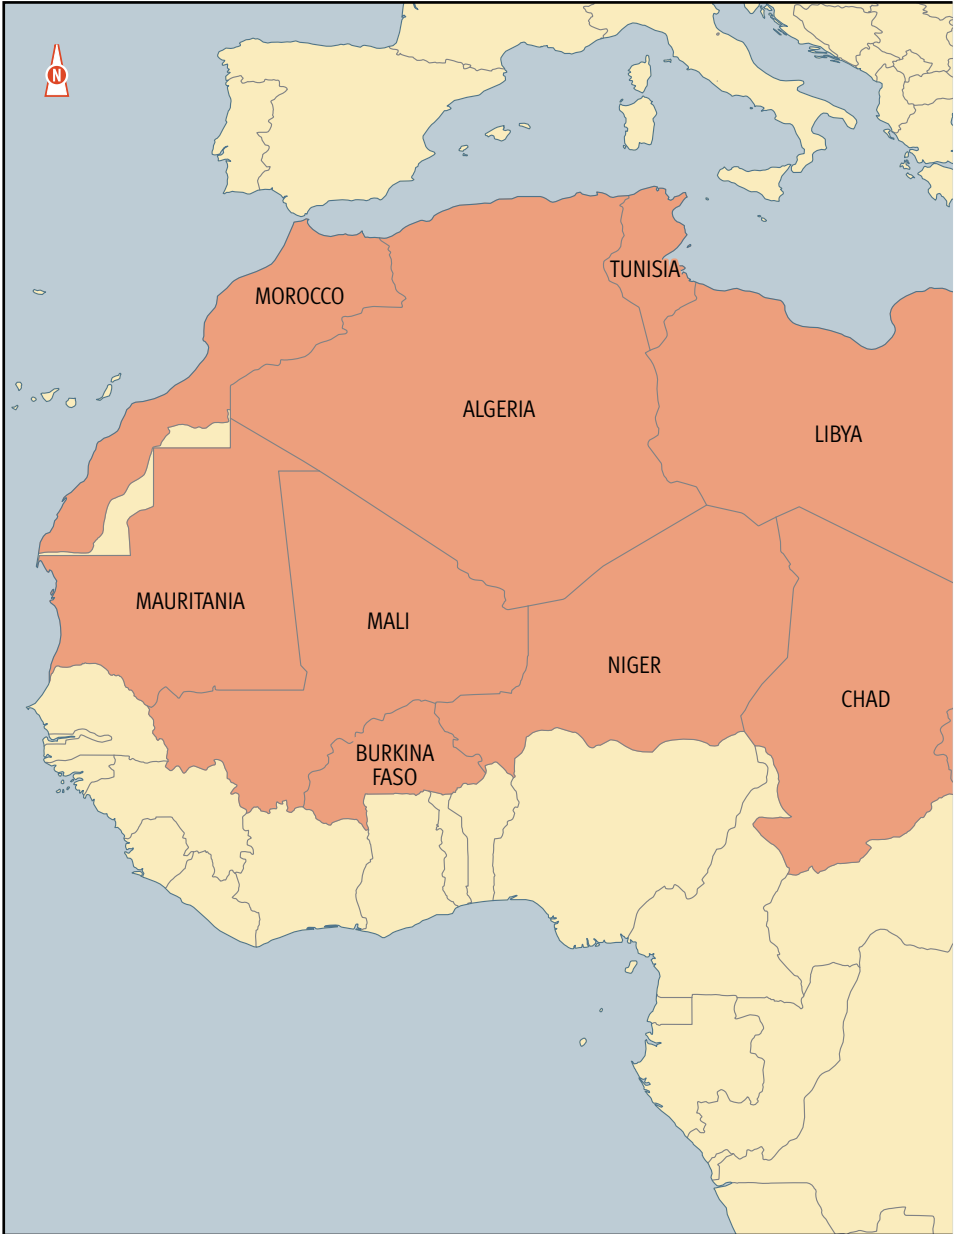 N
TUNISIA
MOROCCO
ALGERIA
LIBYA
MAURITANIA
MALI
NIGER
CHAD
BURKINA
FASO